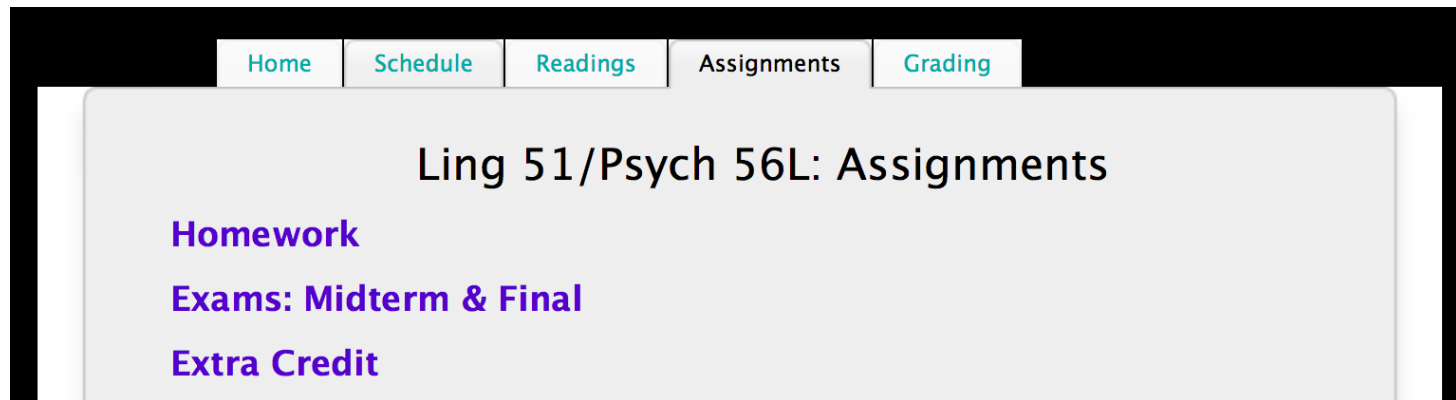 Home Schedule Readings Assignments Grading
Ling 51/Psych 56L: Assignments
Homework
Exams: Midterm & Final
Extra Credit